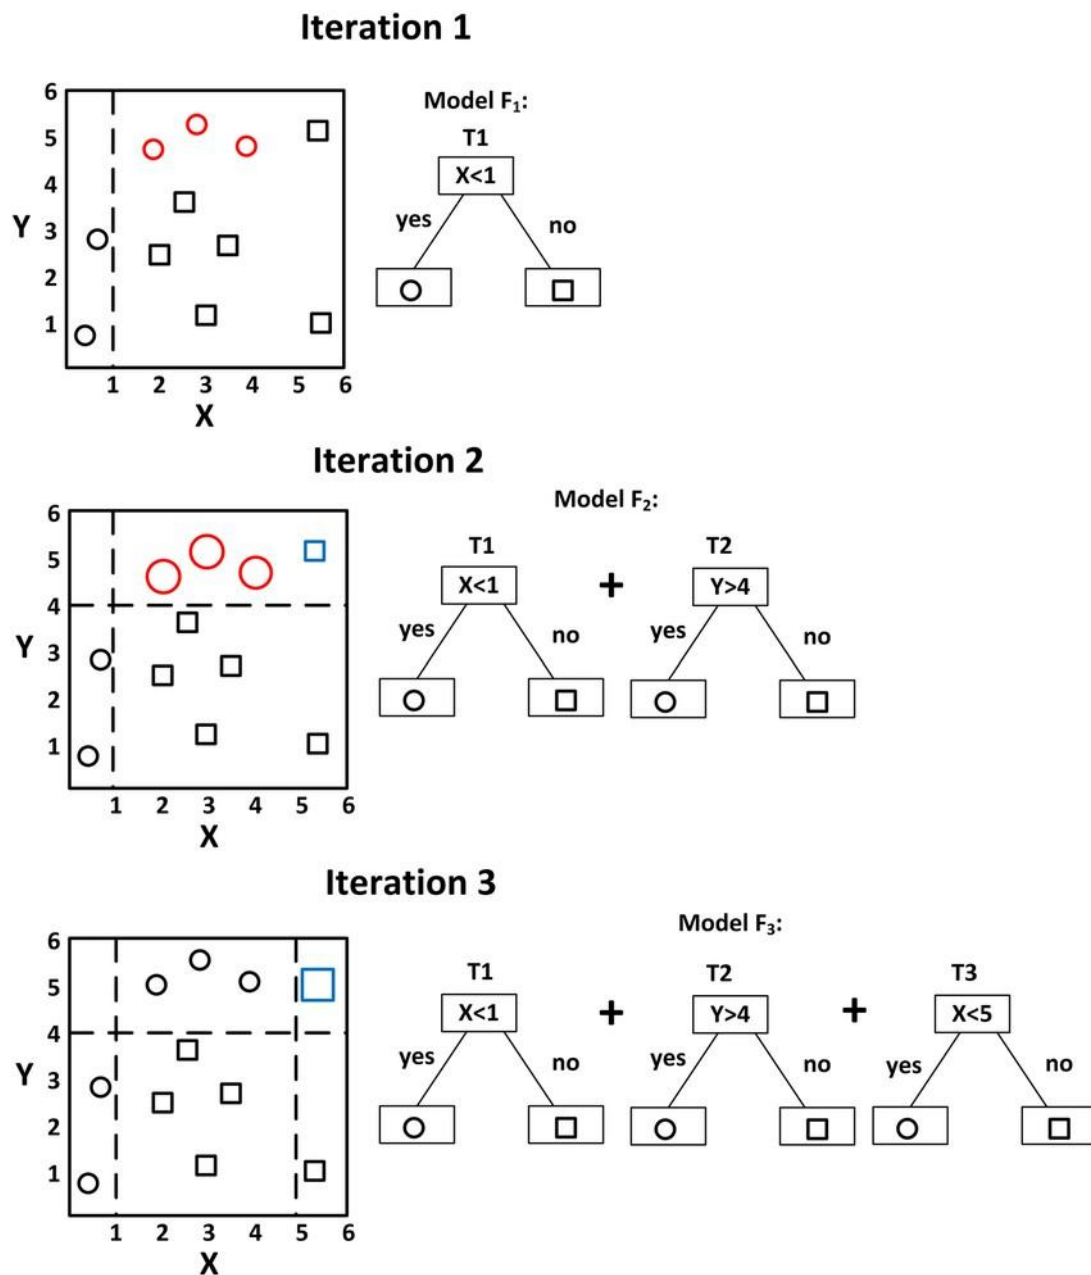 Iteration 1
Model F₁:
T1
X<1
yes
no
6
5
4
Y 3
2
1
1 2 3 4 5 6
X
Iteration 2
Model F₂:
T1 T2
X<1 + Y>4
yes no yes no
6
5
4
Y 3
2
1
1 2 3 4 5 6
X
Iteration 3
Model F₃:
T1 T2 T3
X<1 + Y>4 + X<5
yes no yes no yes no
6
5
4
Y 3
2
1
1 2 3 4 5 6
X